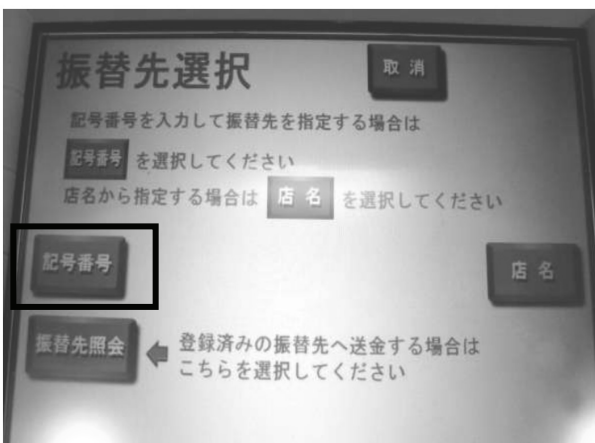 振替先選択
取消
記号番号を入力して振替先を指定する場合は
記号番号 を選択してください
店名から指定する場合は 店名 を選択してください
記号番号
店名
振替先照会
登録済みの振替先へ送金する場合は
こちらを選択してください